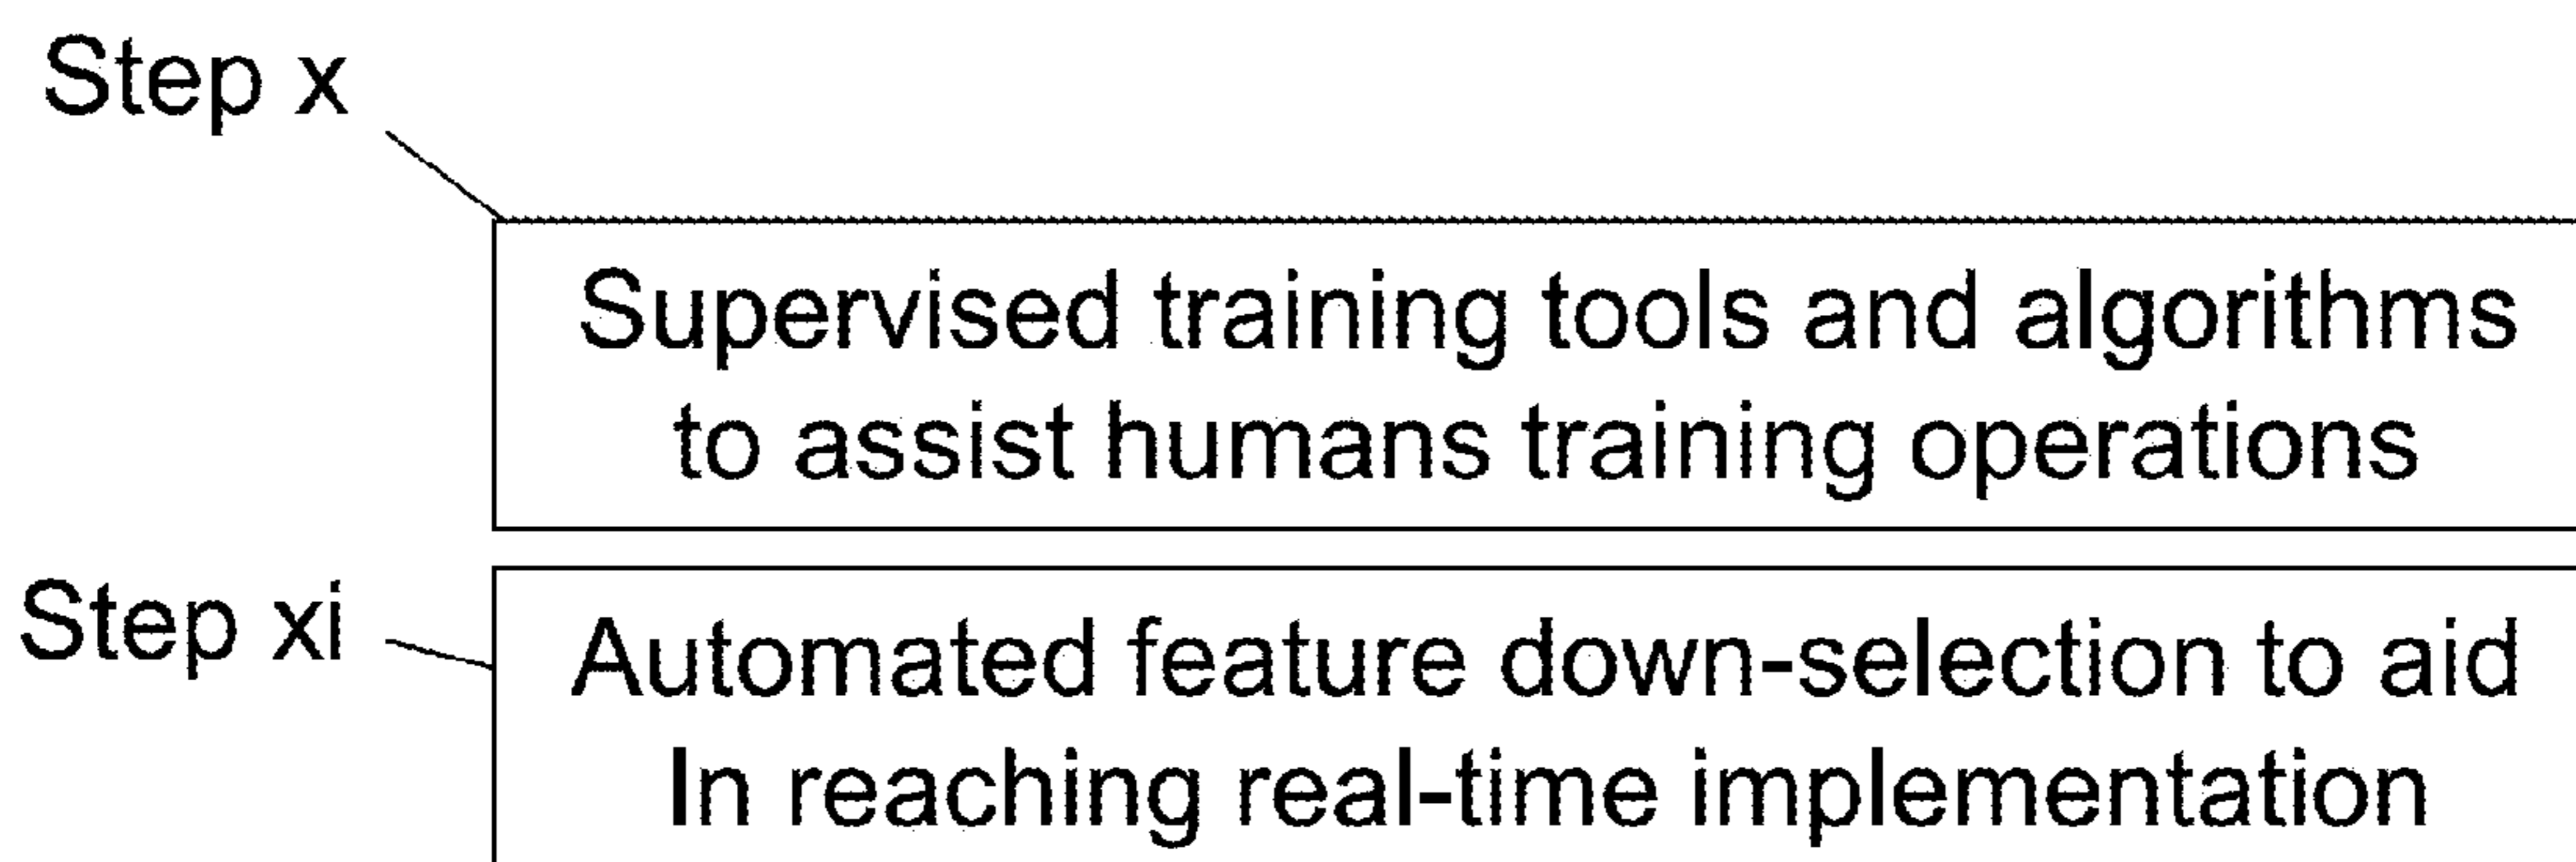 Step x
Supervised training tools and algorithms
to assist humans training operations
Step xi
Automated feature down-selection to aid
In reaching real-time implementation